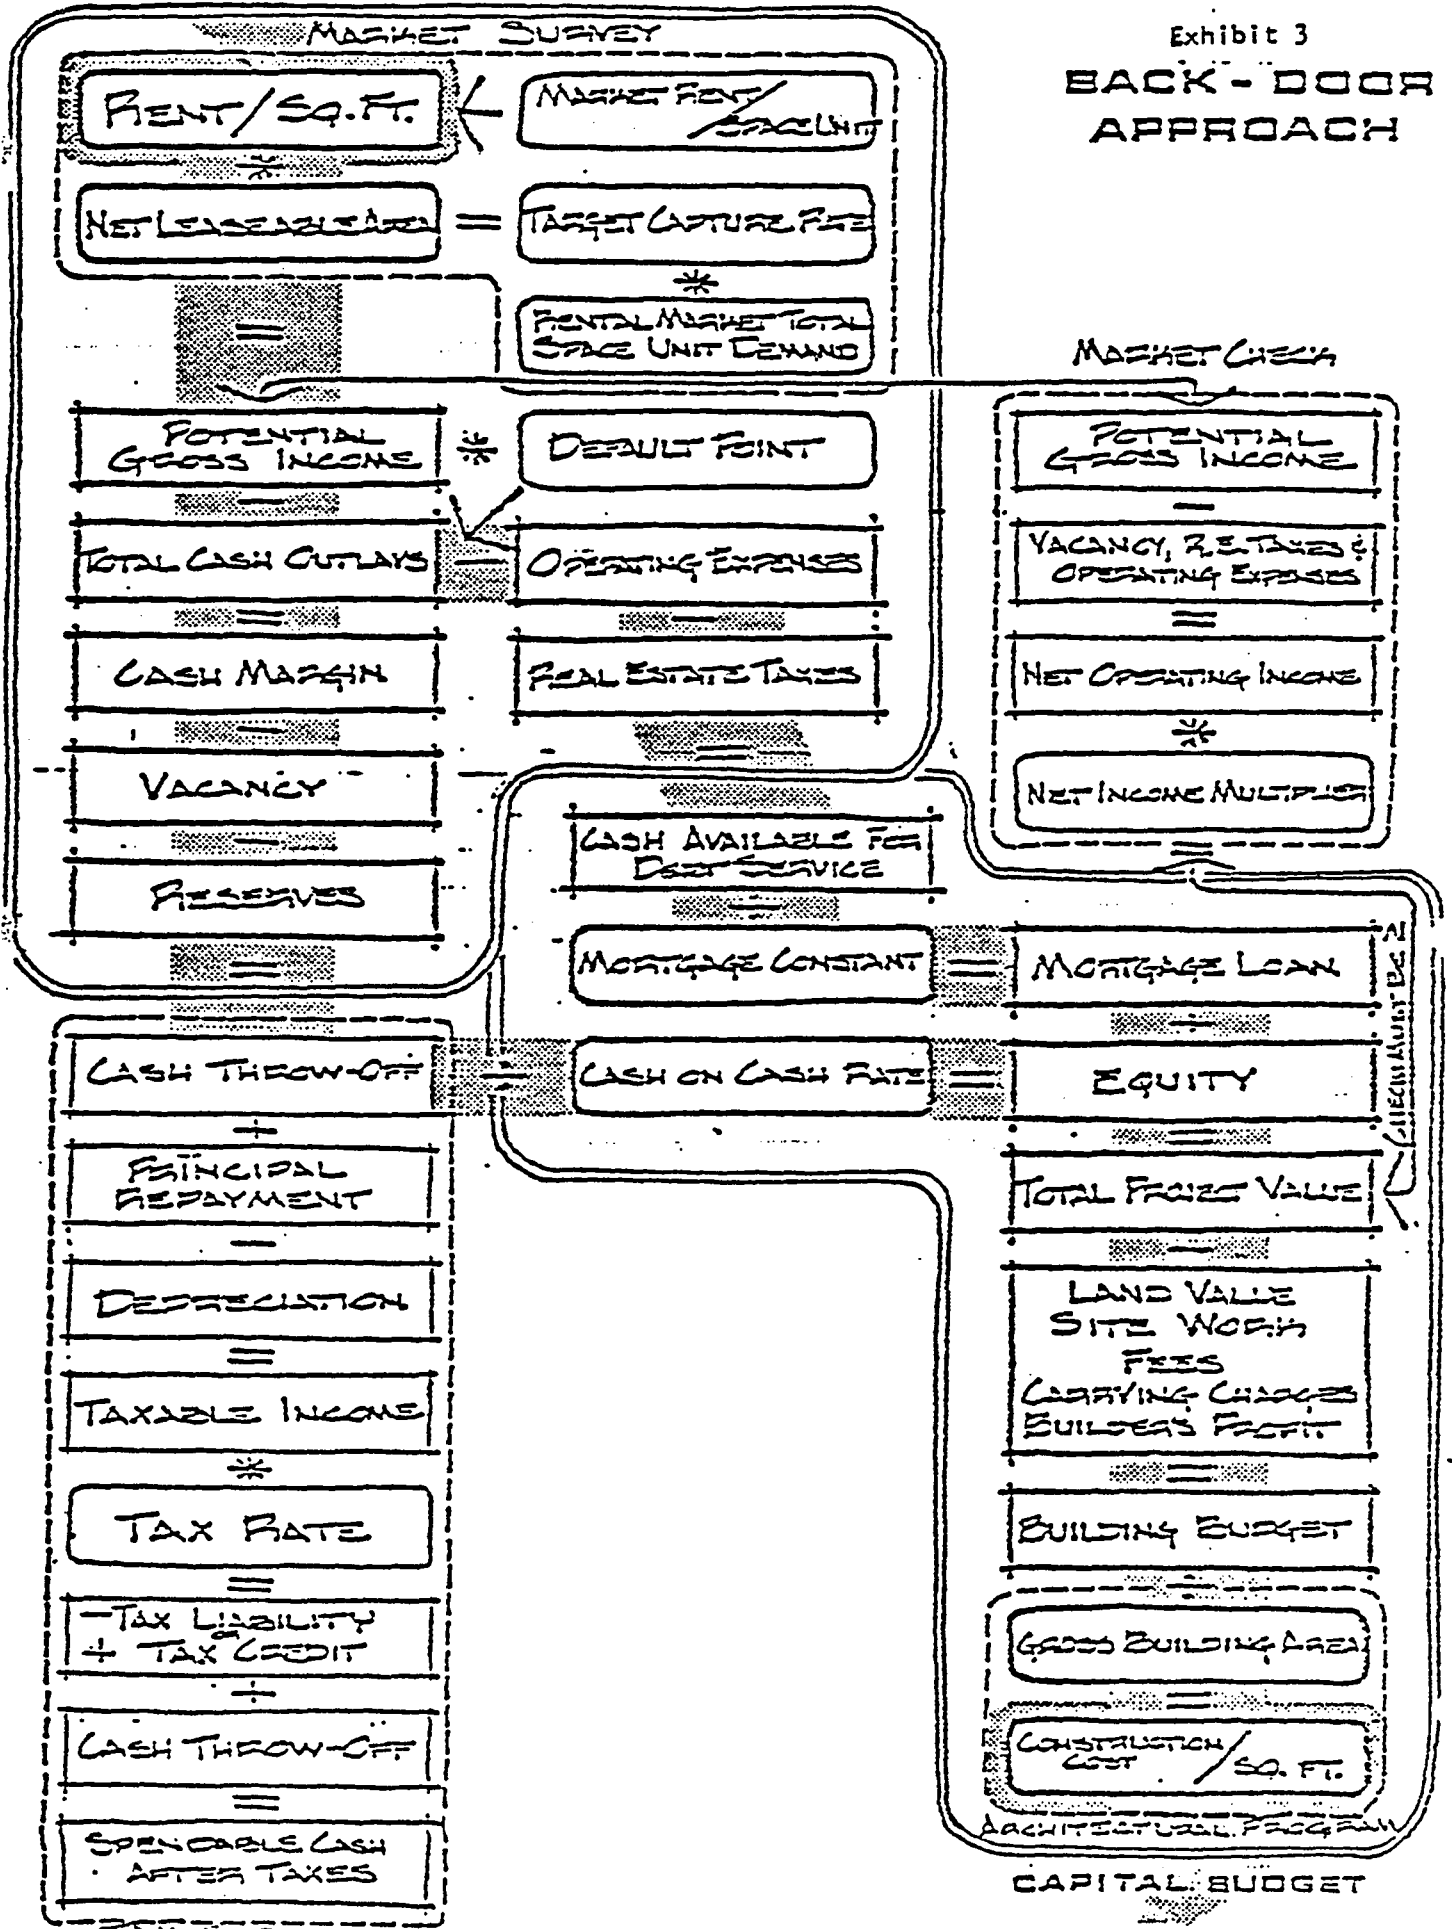 Exhibit 3
BACK-DOOR
APPROACH
MARKET SURVEY
RENT/SQ.FT.
MARKET RENT/
SPACE UNIT
*
NET LEASEABLE AREA
=
TARGET CAPTURE RATE
*
RENTAL MARKET TOTAL
SPACE UNIT DEMAND
=
POTENTIAL
GROSS INCOME
*
DEFAULT POINT
—
TOTAL CASH OUTLAYS
—
OPERATING EXPENSES
=
—
CASH MARGIN
REAL ESTATE TAXES
—
=
VACANCY
—
RESERVES
=
MARKET CHECK
POTENTIAL
GROSS INCOME
—
VACANCY, R.E. TAXES &
OPERATING EXPENSES
=
NET OPERATING INCOME
*
NET INCOME MULTIPLIER
=
CASH AVAILABLE FOR
DEBT SERVICE
÷
MORTGAGE CONSTANT
=
MORTGAGE LOAN
+
CASH THROW-OFF
÷
CASH ON CASH RATE
=
EQUITY
=
TOTAL PROJECT VALUE
—
LAND VALUE
SITE WORK
FEES
CARRYING CHARGES
BUILDER'S PROFIT
=
BUILDING BUDGET
÷
GROSS BUILDING AREA
=
CONSTRUCTION
COST / SQ. FT.
ARCHITECTURAL PROGRAM
CAPITAL BUDGET
+
PRINCIPAL
REPAYMENT
—
DEPRECIATION
=
TAXABLE INCOME
*
TAX RATE
=
-TAX LIABILITY
OR
+ TAX CREDIT
+
CASH THROW-OFF
=
SPENDABLE CASH
AFTER TAXES